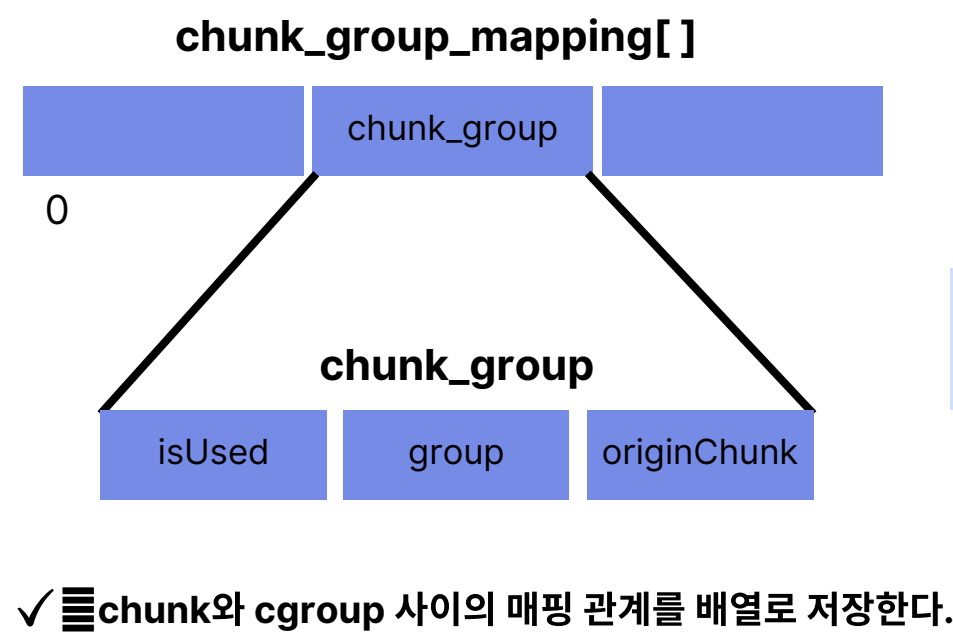 chunk_group_mapping[ ]
chunk_group
0
chunk_group
isUsed group originChunk
✓ chunk와 cgroup 사이의 매핑 관계를 배열로 저장한다.